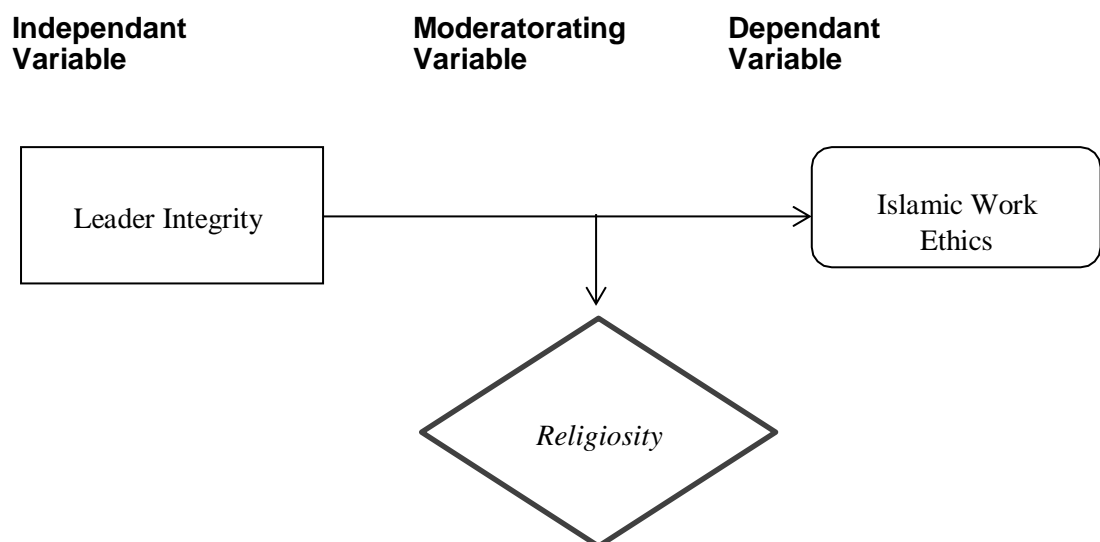 Independant
Variable
Moderatorating
Variable
Dependant
Variable
Leader Integrity
Islamic Work
Ethics
Religiosity